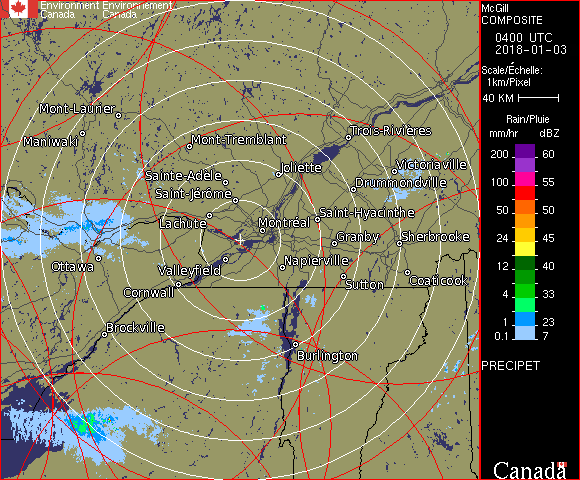 Environment Environnement
Canada Canada
Mont-Laurier
Maniwaki
Mont-Tremblant
Trois-Rivières
Sainte-Adèle
Joliette
Victoriaville
Saint-Jérôme
Drummondville
Lachute
Montréal
Saint-Hyacinthe
Granby
Sherbrooke
Ottawa
Valleyfield
Napierville
Cornwall
Sutton
Coaticook
Brockville
Burlington
McGill
COMPOSITE
0400 UTC
2018-01-03
Scale/Échelle:
1km/Pixel
40 KM
Rain/Pluie
mm/hr dBZ
200 60
100 55
50 50
24 45
12 40
4 33
1 23
0.1 7
PRECIPET
Canada